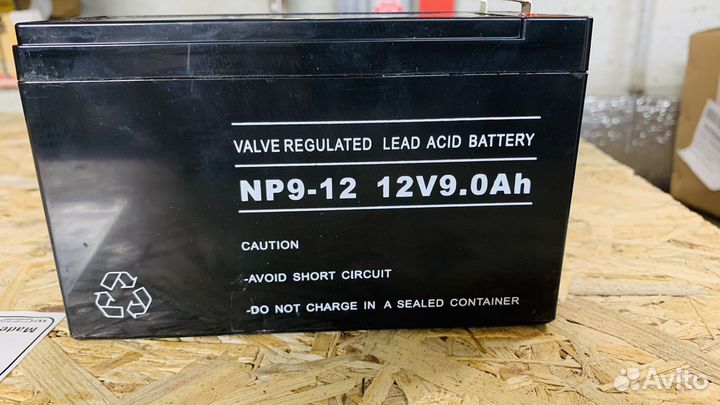 VALVE REGULATED LEAD ACID BATTERY
NP9-12 12V9.0Ah
CAUTION
-AVOID SHORT CIRCUIT
-DO NOT CHARGE IN A SEALED CONTAINER
Made
Avito